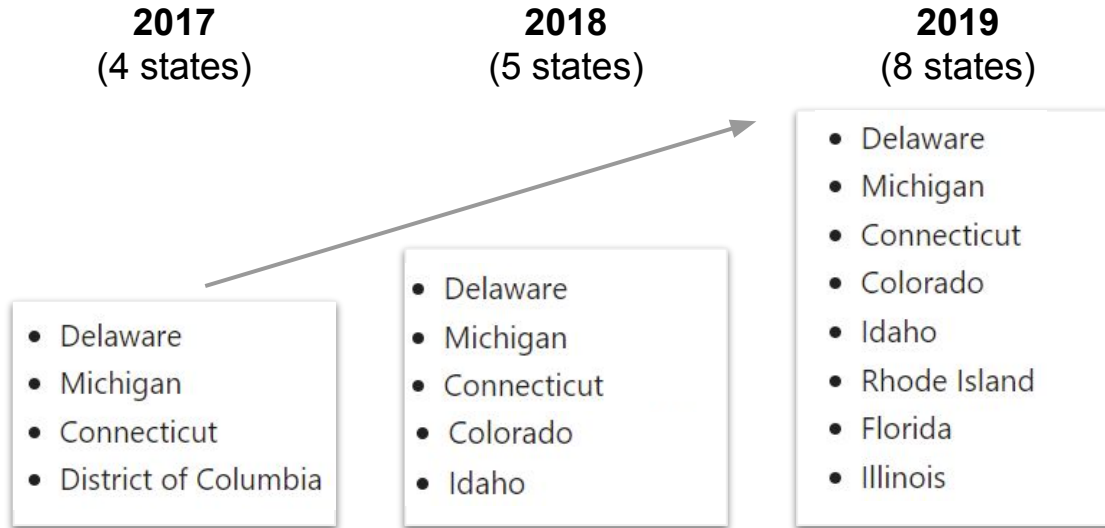 2017
(4 states)
• Delaware
• Michigan
• Connecticut
• District of Columbia
2018
(5 states)
• Delaware
• Michigan
• Connecticut
• Colorado
• Idaho
2019
(8 states)
• Delaware
• Michigan
• Connecticut
• Colorado
• Idaho
• Rhode Island
• Florida
• Illinois